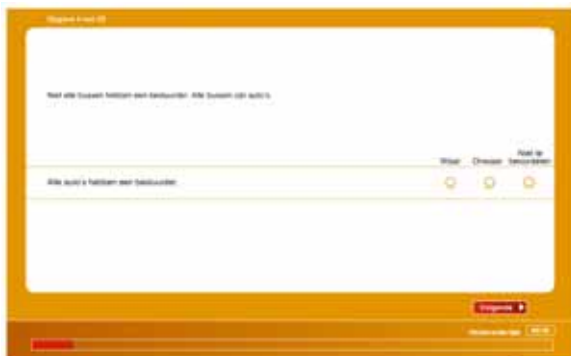 Niet alle bussen hebben een bestuurder. Alle bussen zijn auto's.
Waar Onwaar Niet te beoordelen
Alle auto's hebben een bestuurder.
Volgende